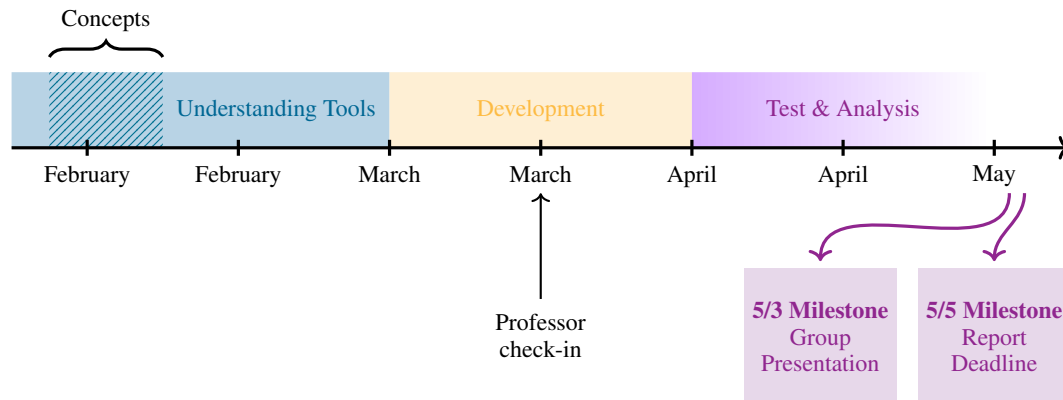 Concepts
Understanding Tools
Development
Test & Analysis
February
February
March
March
April
April
May
Professor
check-in
5/3 Milestone
Group
Presentation
5/5 Milestone
Report
Deadline